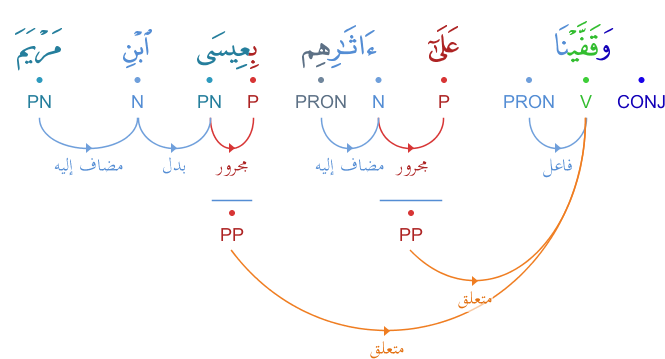 وَقَفَّيْنَا عَلَىٰٓ ءَاثَـٰرِهِم بِعِيسَى ٱبْنِ مَرْيَمَ
CONJ V PRON P N PRON P PN N PN
فاعل مجرور مضاف إليه مجرور بدل مضاف إليه
PP PP
متعلق
متعلق